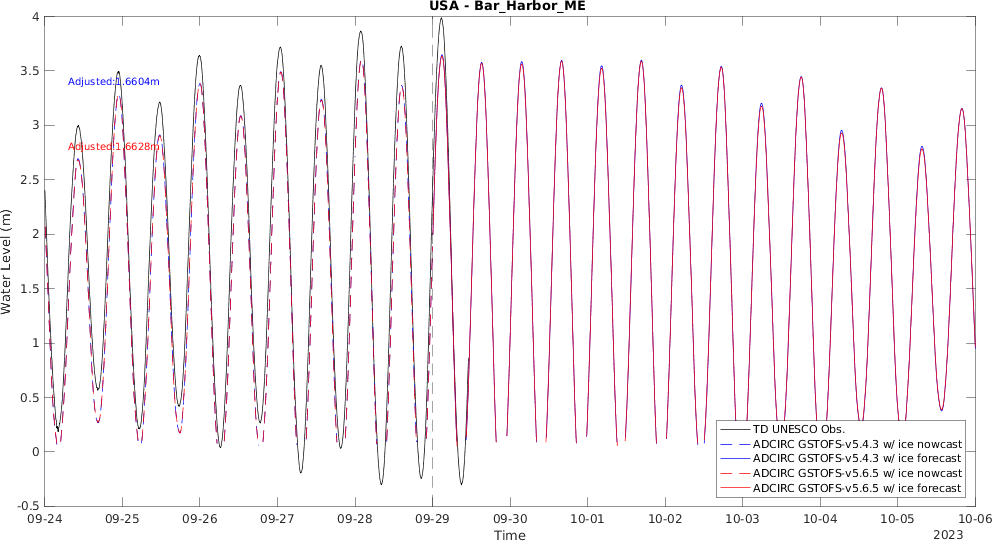 USA - Bar_Harbor_ME
4
3.5
3
2.5
2
1.5
1
0.5
0
-0.5
Water Level (m)
Adjusted:1.6604m
Adjusted:1.6628m
TD UNESCO Obs.
ADCIRC GSTOFS-v5.4.3 w/ ice nowcast
ADCIRC GSTOFS-v5.4.3 w/ ice forecast
ADCIRC GSTOFS-v5.6.5 w/ ice nowcast
ADCIRC GSTOFS-v5.6.5 w/ ice forecast
09-24 09-25 09-26 09-27 09-28 09-29 09-30 10-01 10-02 10-03 10-04 10-05 10-06
Time
2023